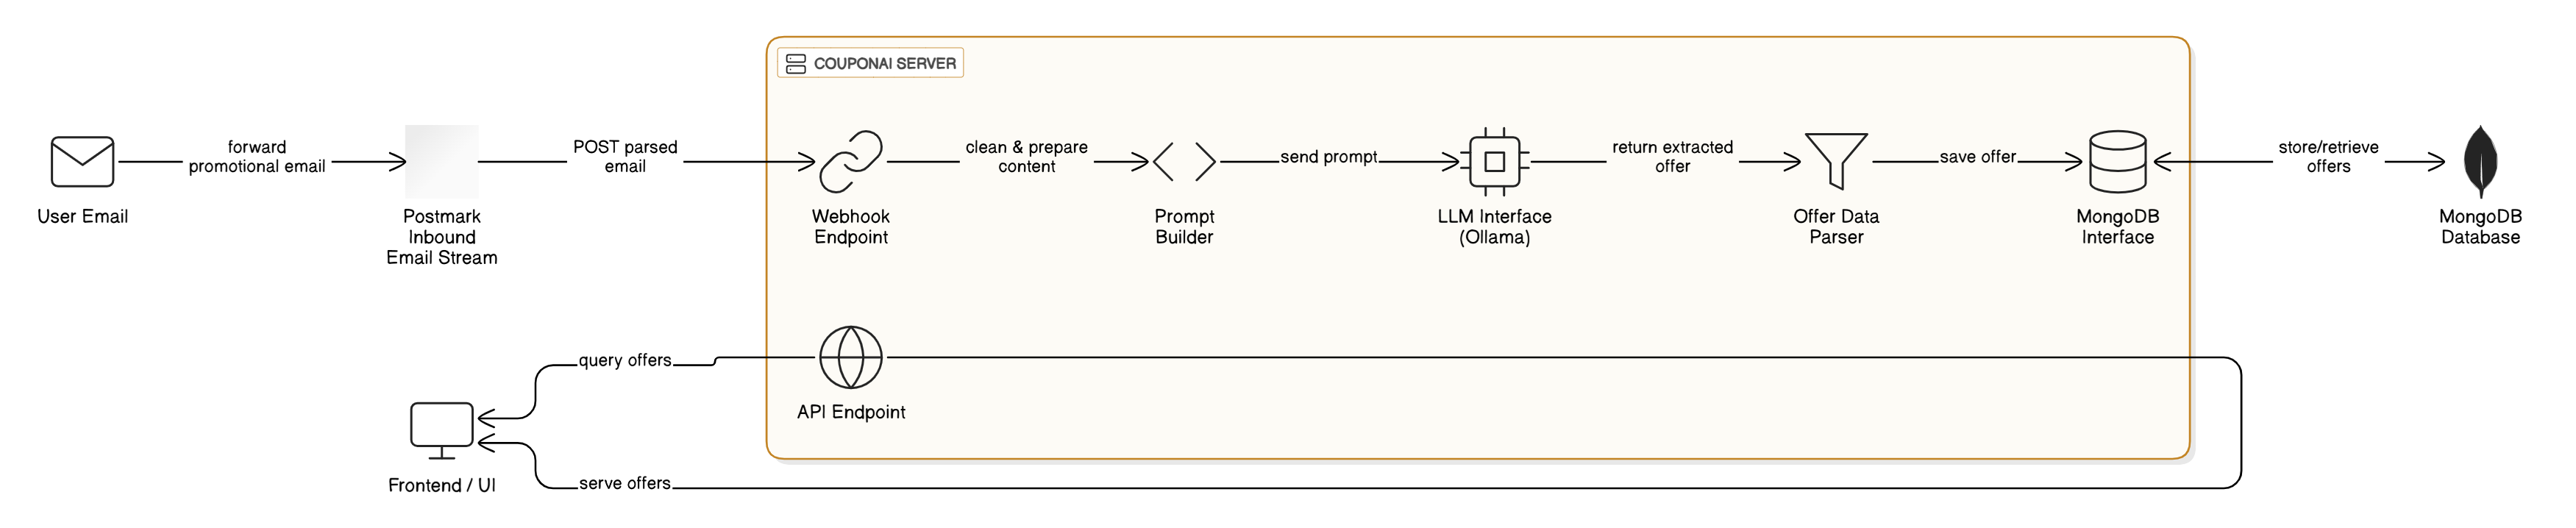 COUPONAI SERVER
forward
promotional email
POST parsed
email
clean & prepare
content
send prompt
return extracted
offer
save offer
store/retrieve
offers
User Email
Postmark
Inbound
Email Stream
Webhook
Endpoint
Prompt
Builder
LLM Interface
(Ollama)
Offer Data
Parser
MongoDB
Interface
MongoDB
Database
query offers
API Endpoint
Frontend / UI
serve offers